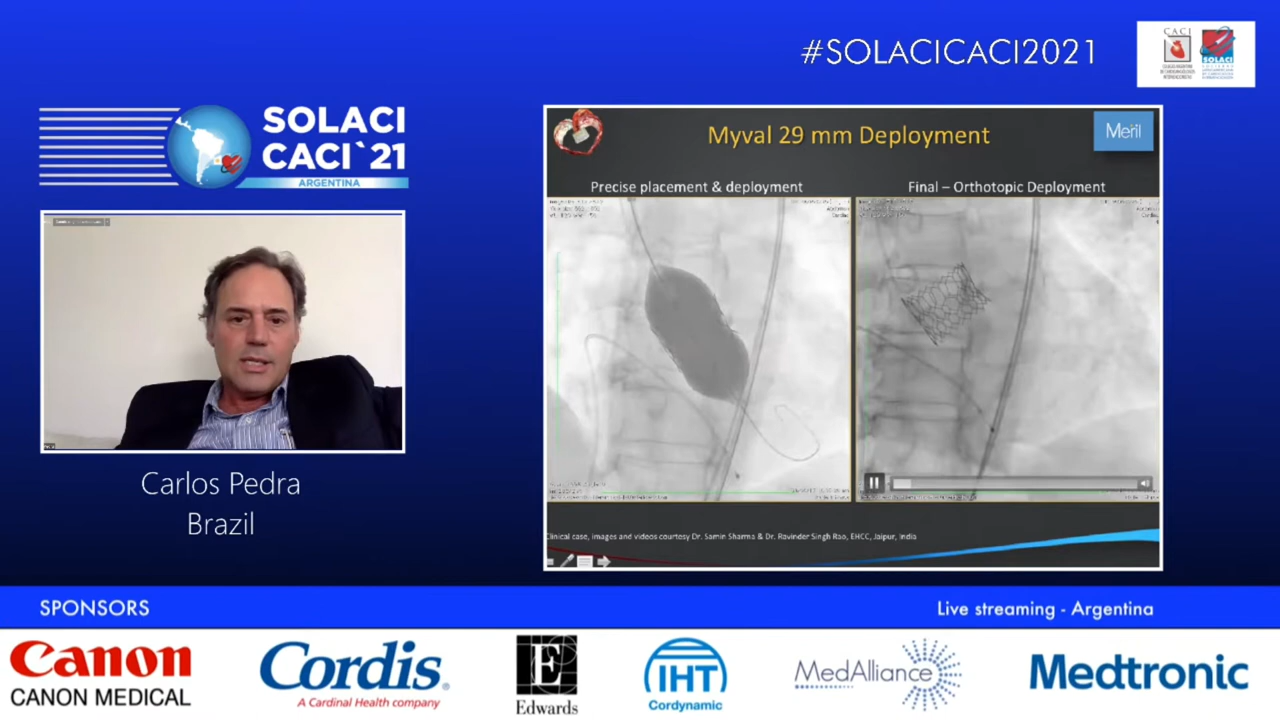 #SOLACICACI2021
CACI
SOLACI
SOLACI
CACI`21
ARGENTINA
Carlos Pedra
Brazil
Myval 29 mm Deployment
Meril
Precise placement & deployment
Final – Orthotopic Deployment
Clinical case, images and videos courtesy Dr. Samin Sharma & Dr. Ravinder Singh Rao, EHCC, Jaipur, India
SPONSORS
Live streaming - Argentina
Canon
CANON MEDICAL
Cordis®
A Cardinal Health company
E
Edwards
IHT
Cordynamic
MedAlliance
Medtronic